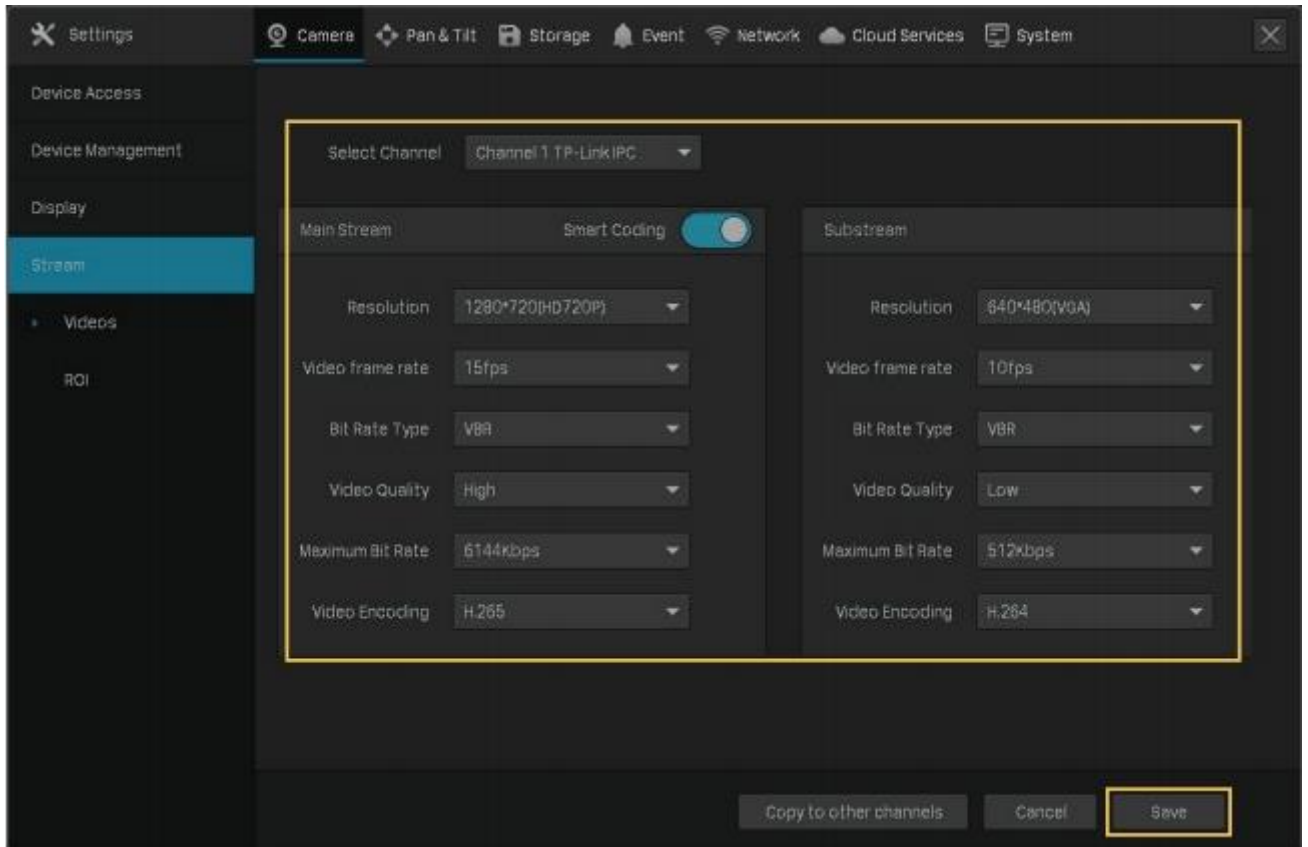 Settings
Camera Pan & Tilt Storage Event Network Cloud Services System
Device Access
Device Management
Display
Stream
Videos
ROI
Select Channel Channel 1 TP-Link IPC
Main Stream Smart Coding
Resolution 1280*720(HD720P)
Video frame rate 15fps
Bit Rate Type VBR
Video Quality High
Maximum Bit Rate 6144Kbps
Video Encoding H.265
Substream
Resolution 640*480(VGA)
Video frame rate 10fps
Bit Rate Type VBR
Video Quality Low
Maximum Bit Rate 512Kbps
Video Encoding H.264
Copy to other channels Cancel Save